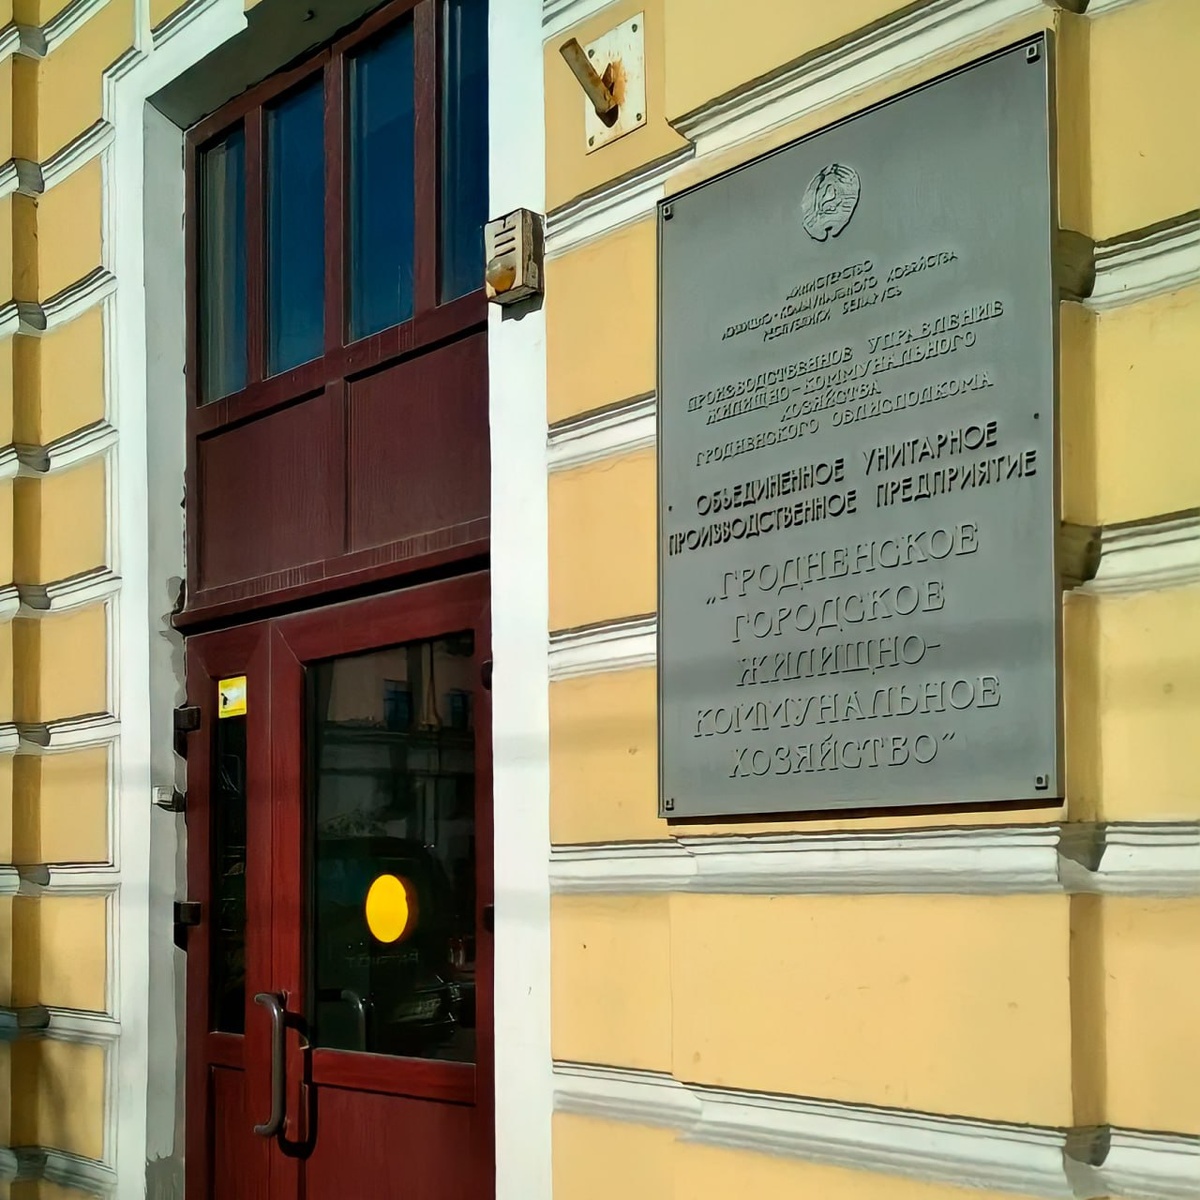 МИНИСТЕРСТВО
ЖИЛИЩНО-КОММУНАЛЬНОГО ХОЗЯЙСТВА
РЕСПУБЛИКИ БЕЛАРУСЬ
ПРОИЗВОДСТВЕННОЕ УПРАВЛЕНИЕ
ЖИЛИЩНО-КОММУНАЛЬНОГО
ХОЗЯЙСТВА
ГРОДНЕНСКОГО ОБЛИСПОЛКОМА
ОБЪЕДИНЕННОЕ УНИТАРНОЕ
ПРОИЗВОДСТВЕННОЕ ПРЕДПРИЯТИЕ
„ГРОДНЕНСКОЕ
ГОРОДСКОЕ
ЖИЛИЩНО-
КОММУНАЛЬНОЕ
ХОЗЯЙСТВО"